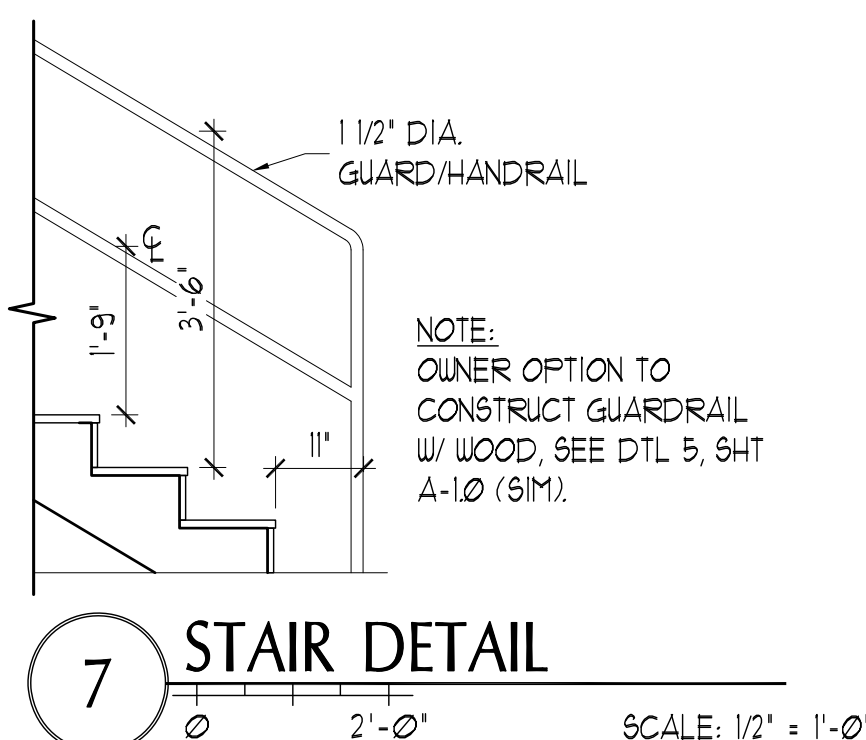 1 1/2" DIA.
GUARD/HANDRAIL
℄
1'-9"
3'-6"
11"
NOTE:
OWNER OPTION TO
CONSTRUCT GUARDRAIL
W/ WOOD, SEE DTL 5, SHT
A-1.Ø (SIM).
7
STAIR DETAIL
Ø 2'-Ø"
SCALE: 1/2" = 1'-Ø"